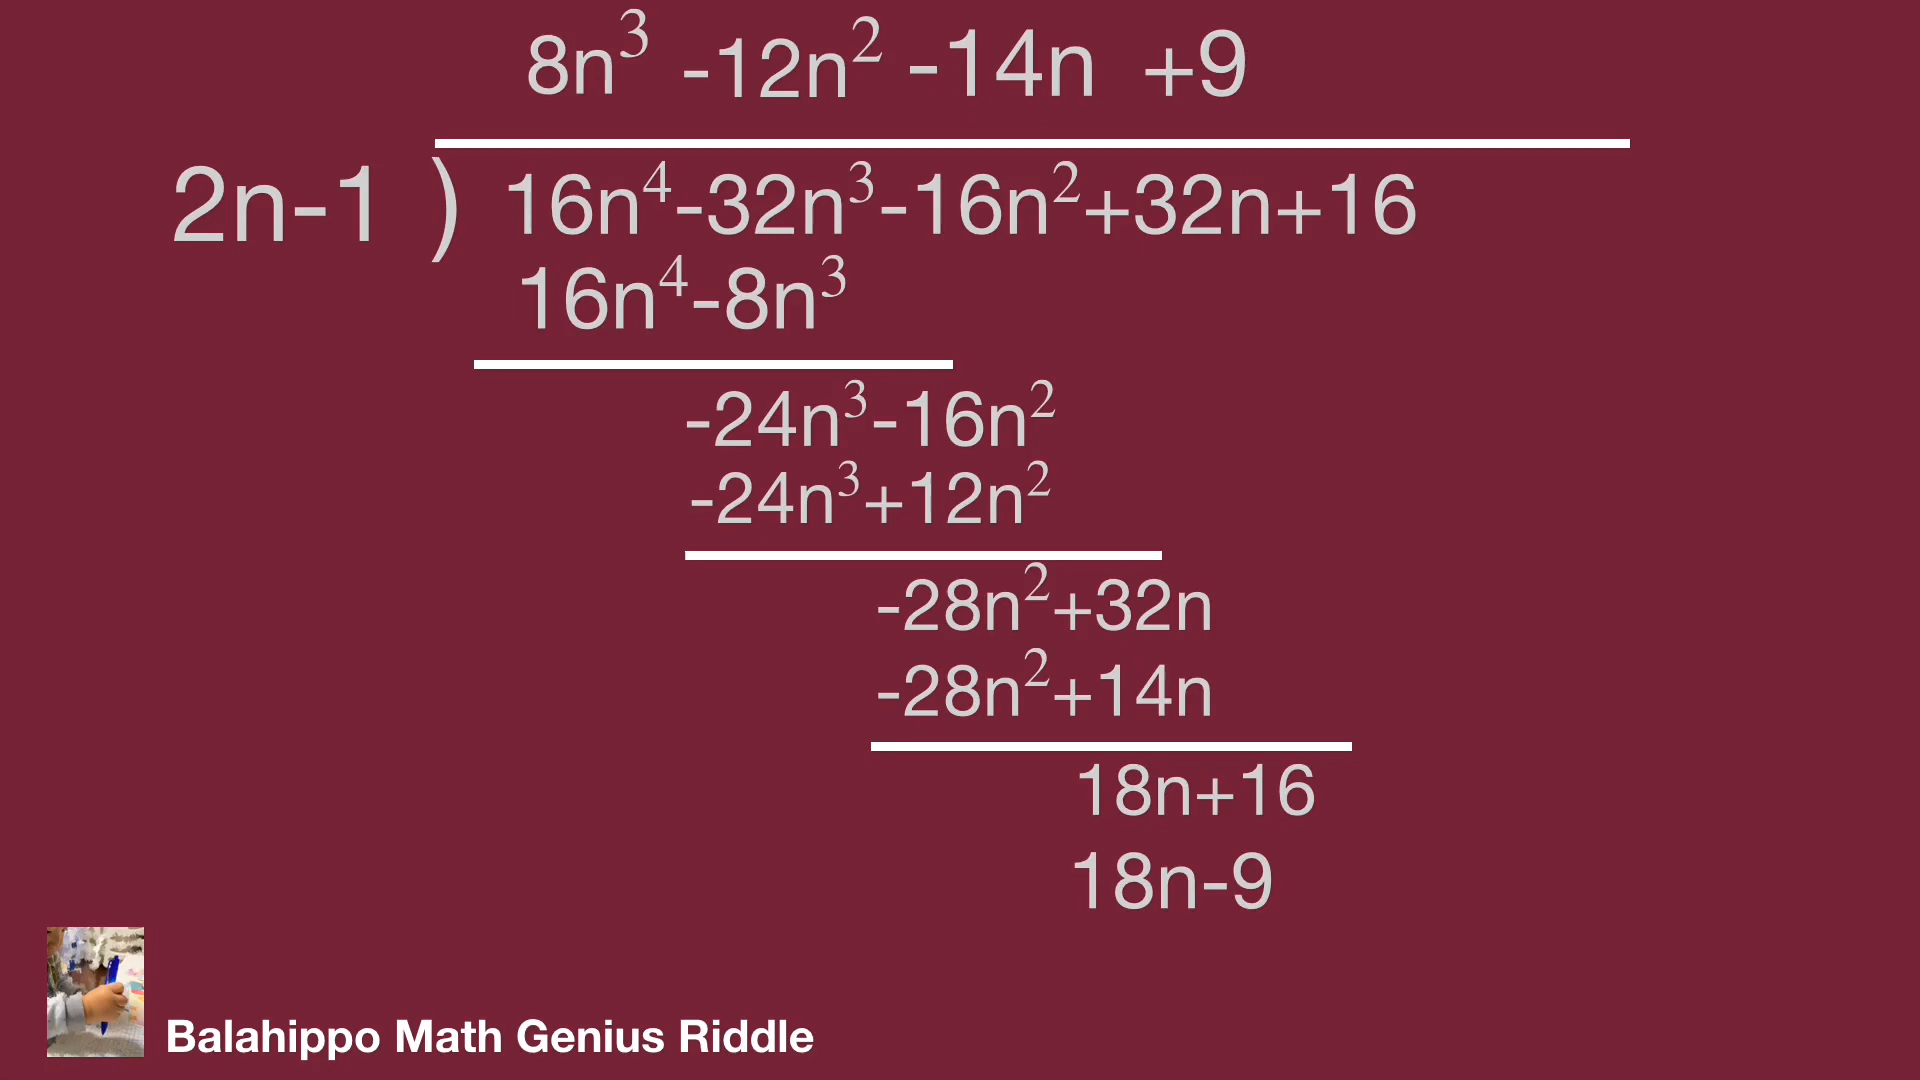 8n³ -12n² -14n +9
2n-1 ) 16n⁴-32n³-16n²+32n+16
16n⁴-8n³
-24n³-16n²
-24n³+12n²
-28n²+32n
-28n²+14n
18n+16
18n-9
Balahippo Math Genius Riddle